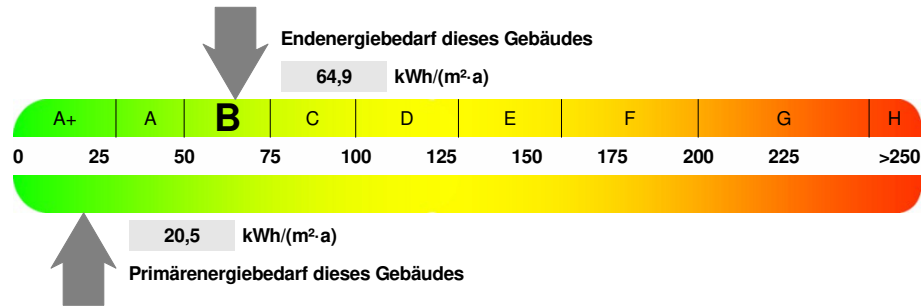 Endenergiebedarf dieses Gebäudes
64,9 kWh/(m²·a)
A+ A B C D E F G H
0 25 50 75 100 125 150 175 200 225 >250
20,5 kWh/(m²·a)
Primärenergiebedarf dieses Gebäudes